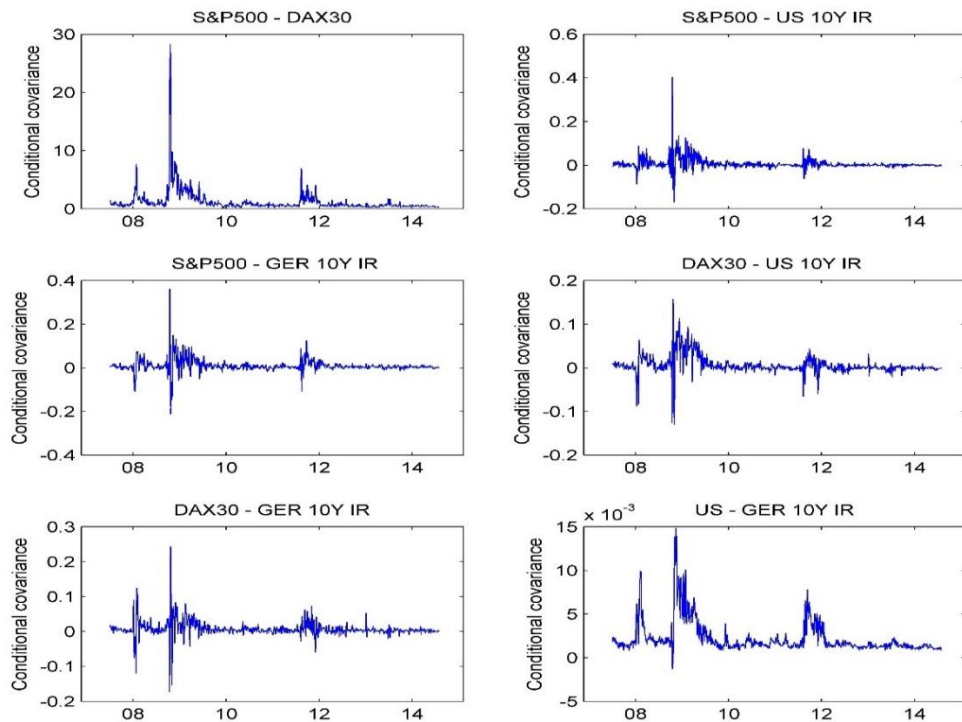 S&P500 - DAX30
Conditional covariance
30
20
10
0
08 10 12 14
S&P500 - US 10Y IR
Conditional covariance
0.6
0.4
0.2
0
-0.2
08 10 12 14
S&P500 - GER 10Y IR
Conditional covariance
0.4
0.2
0
-0.2
-0.4
08 10 12 14
DAX30 - US 10Y IR
Conditional covariance
0.2
0.1
0
-0.1
-0.2
08 10 12 14
DAX30 - GER 10Y IR
Conditional covariance
0.3
0.2
0.1
0
-0.1
-0.2
08 10 12 14
US - GER 10Y IR
× 10⁻³
Conditional covariance
15
10
5
0
-5
08 10 12 14